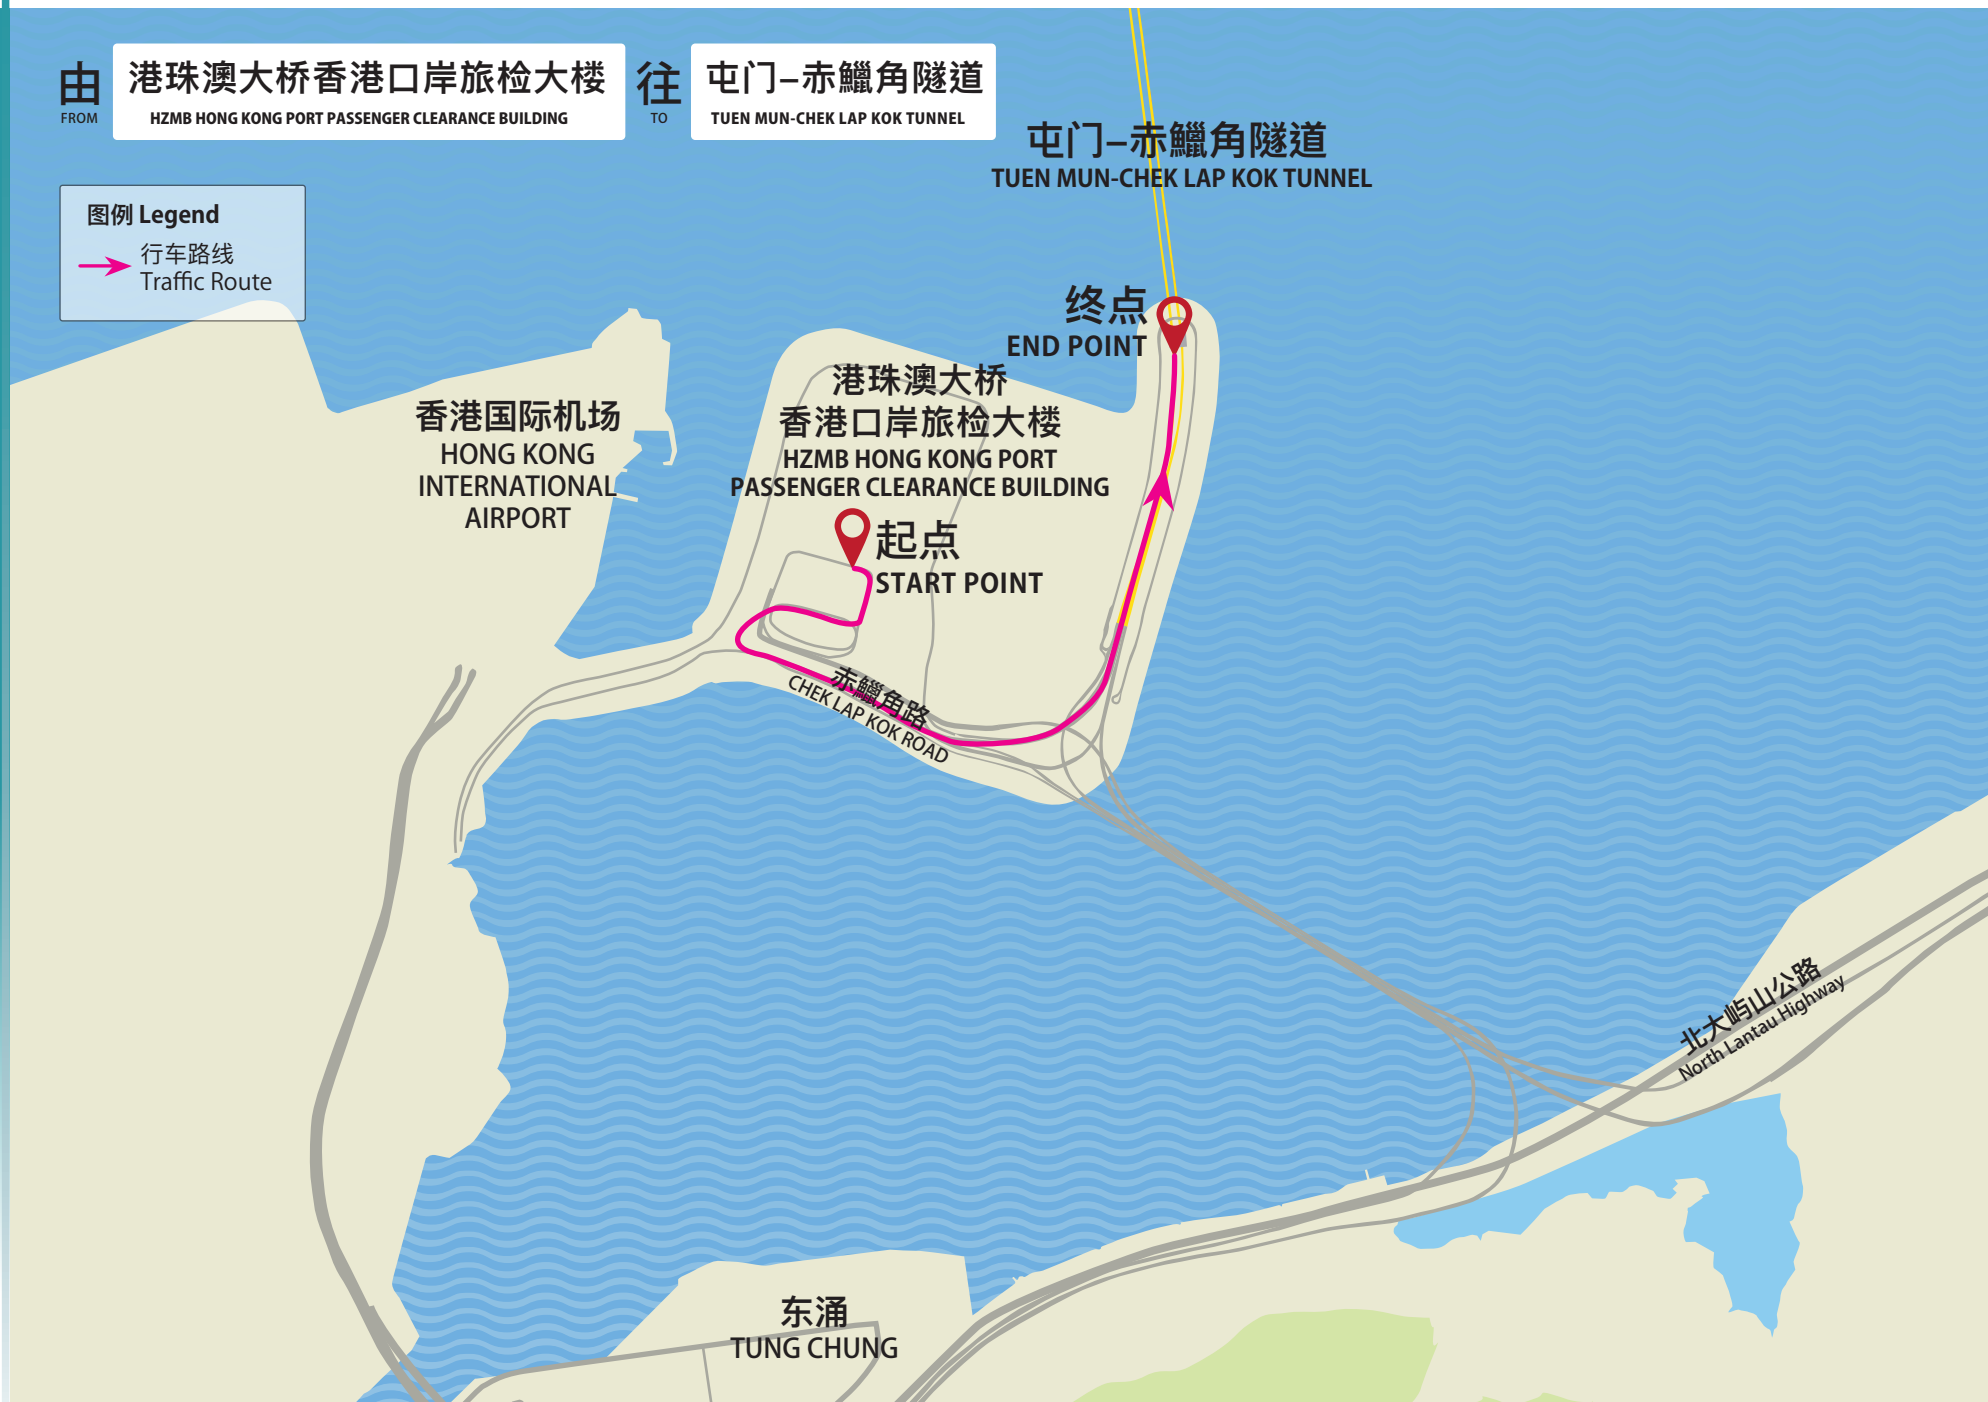 由
FROM
港珠澳大桥香港口岸旅检大楼
HZMB HONG KONG PORT PASSENGER CLEARANCE BUILDING
往
TO
屯门–赤鱲角隧道
TUEN MUN-CHEK LAP KOK TUNNEL
屯门–赤鱲角隧道
TUEN MUN-CHEK LAP KOK TUNNEL
图例 Legend
行车路线
Traffic Route
终点
END POINT
港珠澳大桥
香港口岸旅检大楼
HZMB HONG KONG PORT
PASSENGER CLEARANCE BUILDING
香港国际机场
HONG KONG
INTERNATIONAL
AIRPORT
起点
START POINT
赤鱲角路
CHEK LAP KOK ROAD
北大屿山公路
North Lantau Highway
东涌
TUNG CHUNG